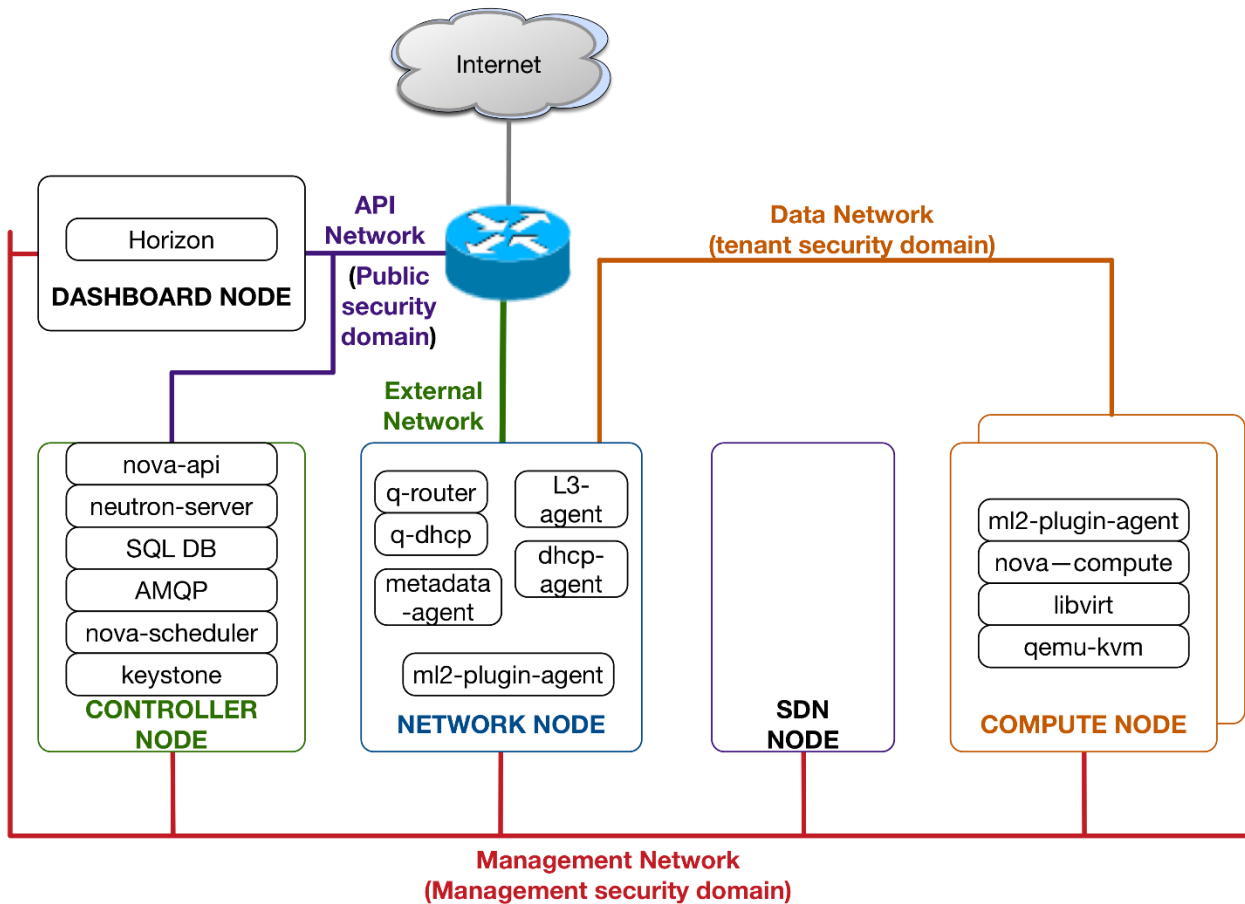 Internet
API
Network
(Public
security
domain)
Data Network
(tenant security domain)
Horizon
DASHBOARD NODE
External
Network
nova-api
neutron-server
SQL DB
AMQP
nova-scheduler
keystone
CONTROLLER
NODE
q-router
q-dhcp
metadata
-agent
L3-
agent
dhcp-
agent
ml2-plugin-agent
NETWORK NODE
SDN
NODE
ml2-plugin-agent
nova—compute
libvirt
qemu-kvm
COMPUTE NODE
Management Network
(Management security domain)